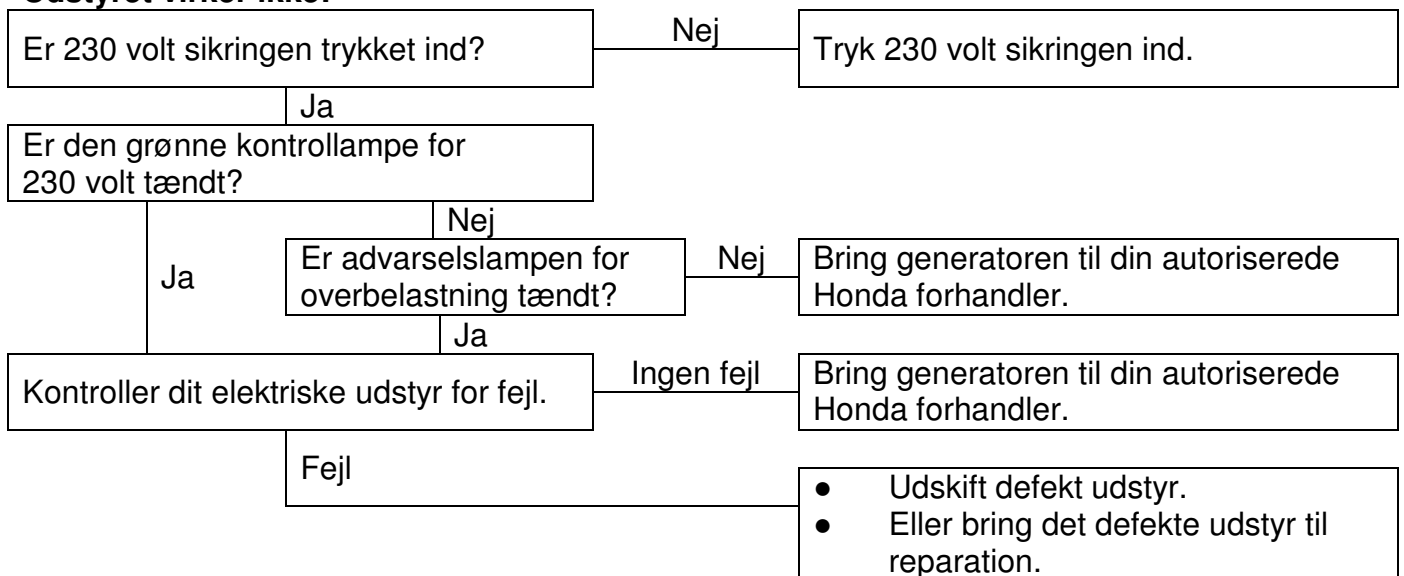 Udstyret virker ikke:
Er 230 volt sikringen trykket ind?
Nej
Tryk 230 volt sikringen ind.
Ja
Er den grønne kontrollampe for
230 volt tændt?
Nej
Ja
Er advarselslampen for
overbelastning tændt?
Nej
Bring generatoren til din autoriserede
Honda forhandler.
Ja
Kontroller dit elektriske udstyr for fejl.
Ingen fejl
Bring generatoren til din autoriserede
Honda forhandler.
Fejl
● Udskift defekt udstyr.
● Eller bring det defekte udstyr til
reparation.